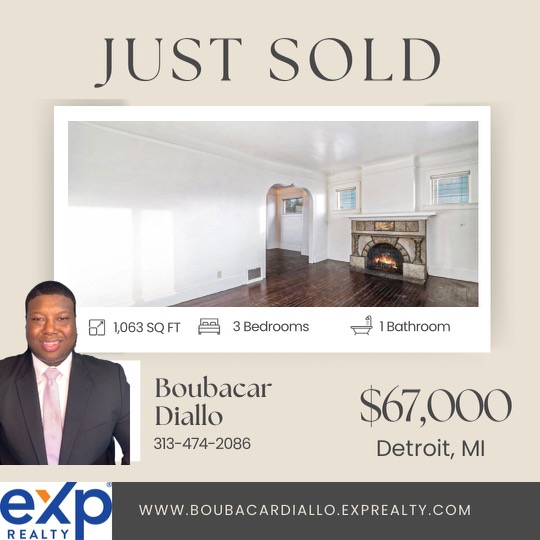 JUST SOLD
1,063 SQ FT 3 Bedrooms 1 Bathroom
Boubacar
Diallo
313-474-2086
$67,000
Detroit, MI
exp®
REALTY
WWW.BOUBACARDIALLO.EXPREALTY.COM